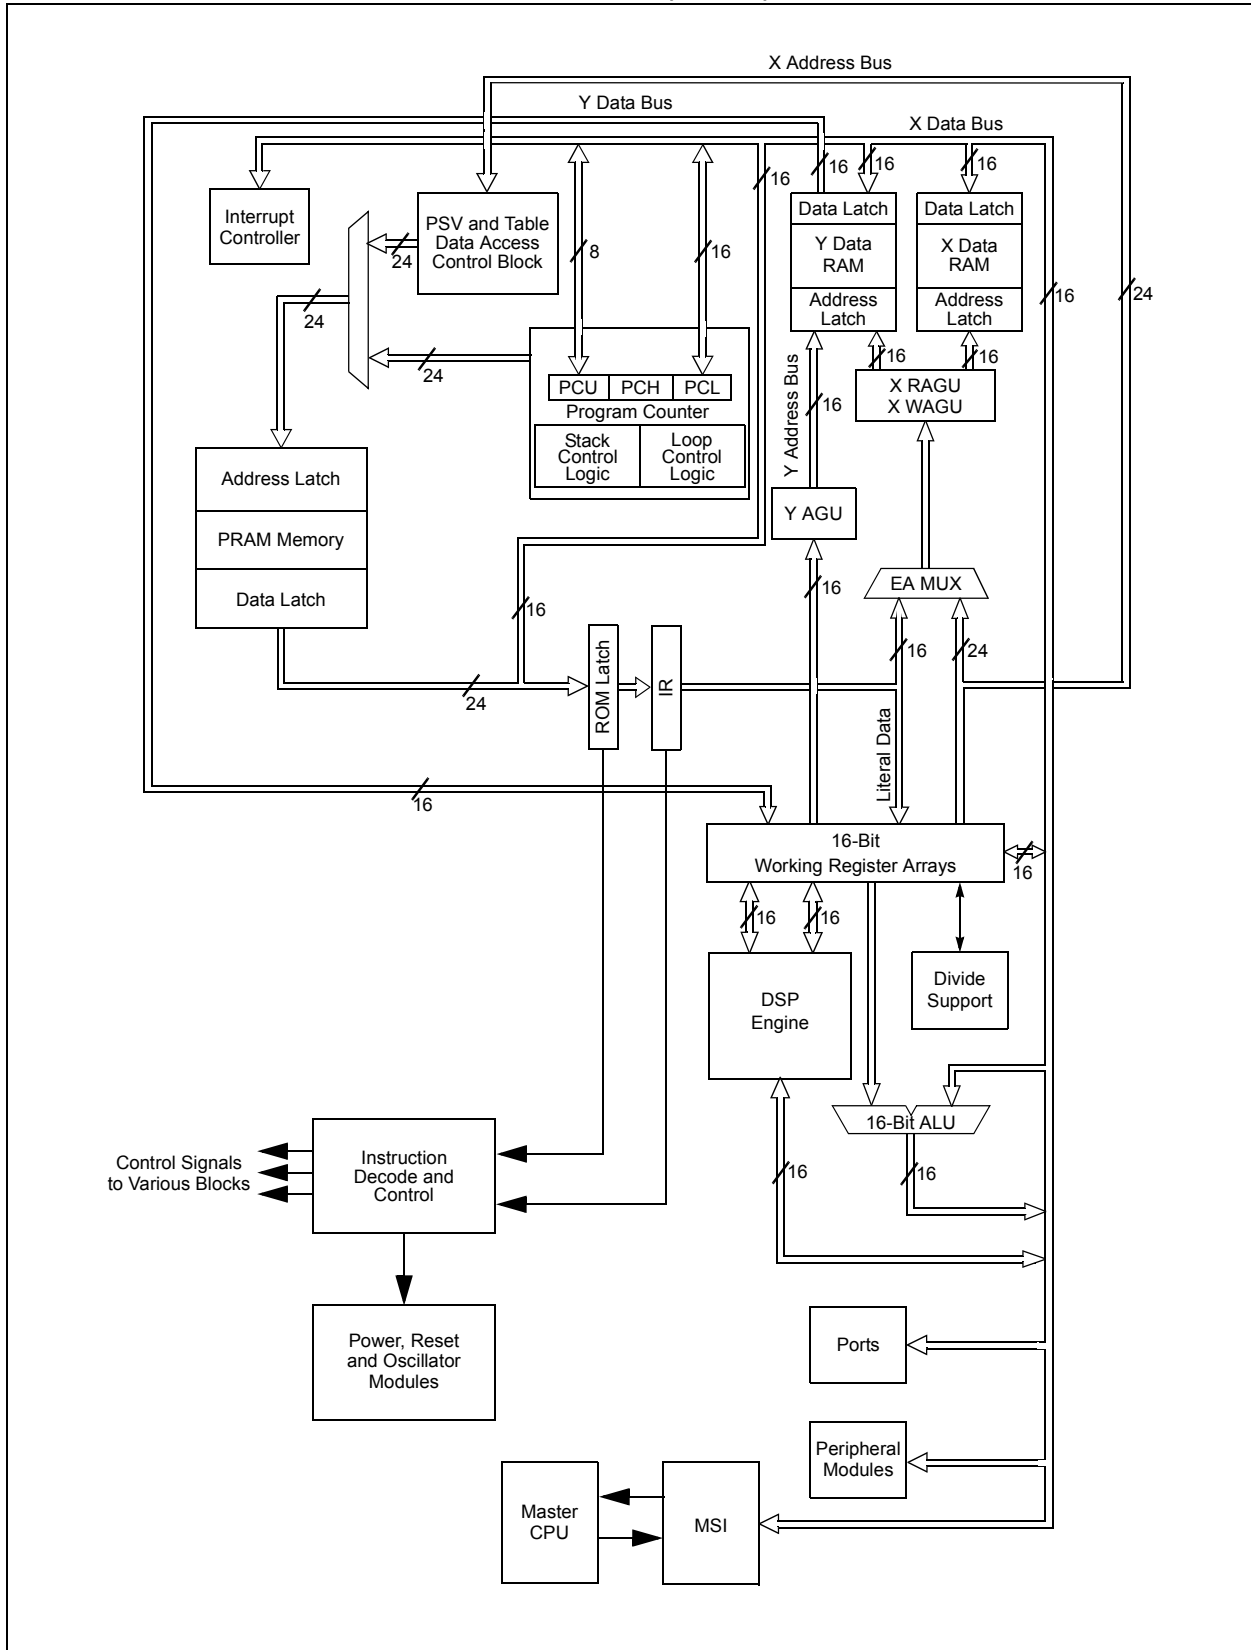 X Address Bus
Y Data Bus
X Data Bus
16
16
16
16
Interrupt
Controller
PSV and Table
Data Access
Control Block
24
8
16
Data Latch
Y Data
RAM
Address
Latch
Data Latch
X Data
RAM
Address
Latch
16
24
24
24
16
16
PCU
PCH
PCL
Program Counter
Stack
Control
Logic
Loop
Control
Logic
Y Address Bus
16
X RAGU
X WAGU
Address Latch
PRAM Memory
Data Latch
Y AGU
16
EA MUX
16
16
24
24
ROM Latch
IR
Literal Data
16
16-Bit
Working Register Arrays
16
16
16
DSP
Engine
Divide
Support
16-Bit ALU
16
16
Control Signals
to Various Blocks
Instruction
Decode and
Control
Power, Reset
and Oscillator
Modules
Ports
Peripheral
Modules
Master
CPU
MSI